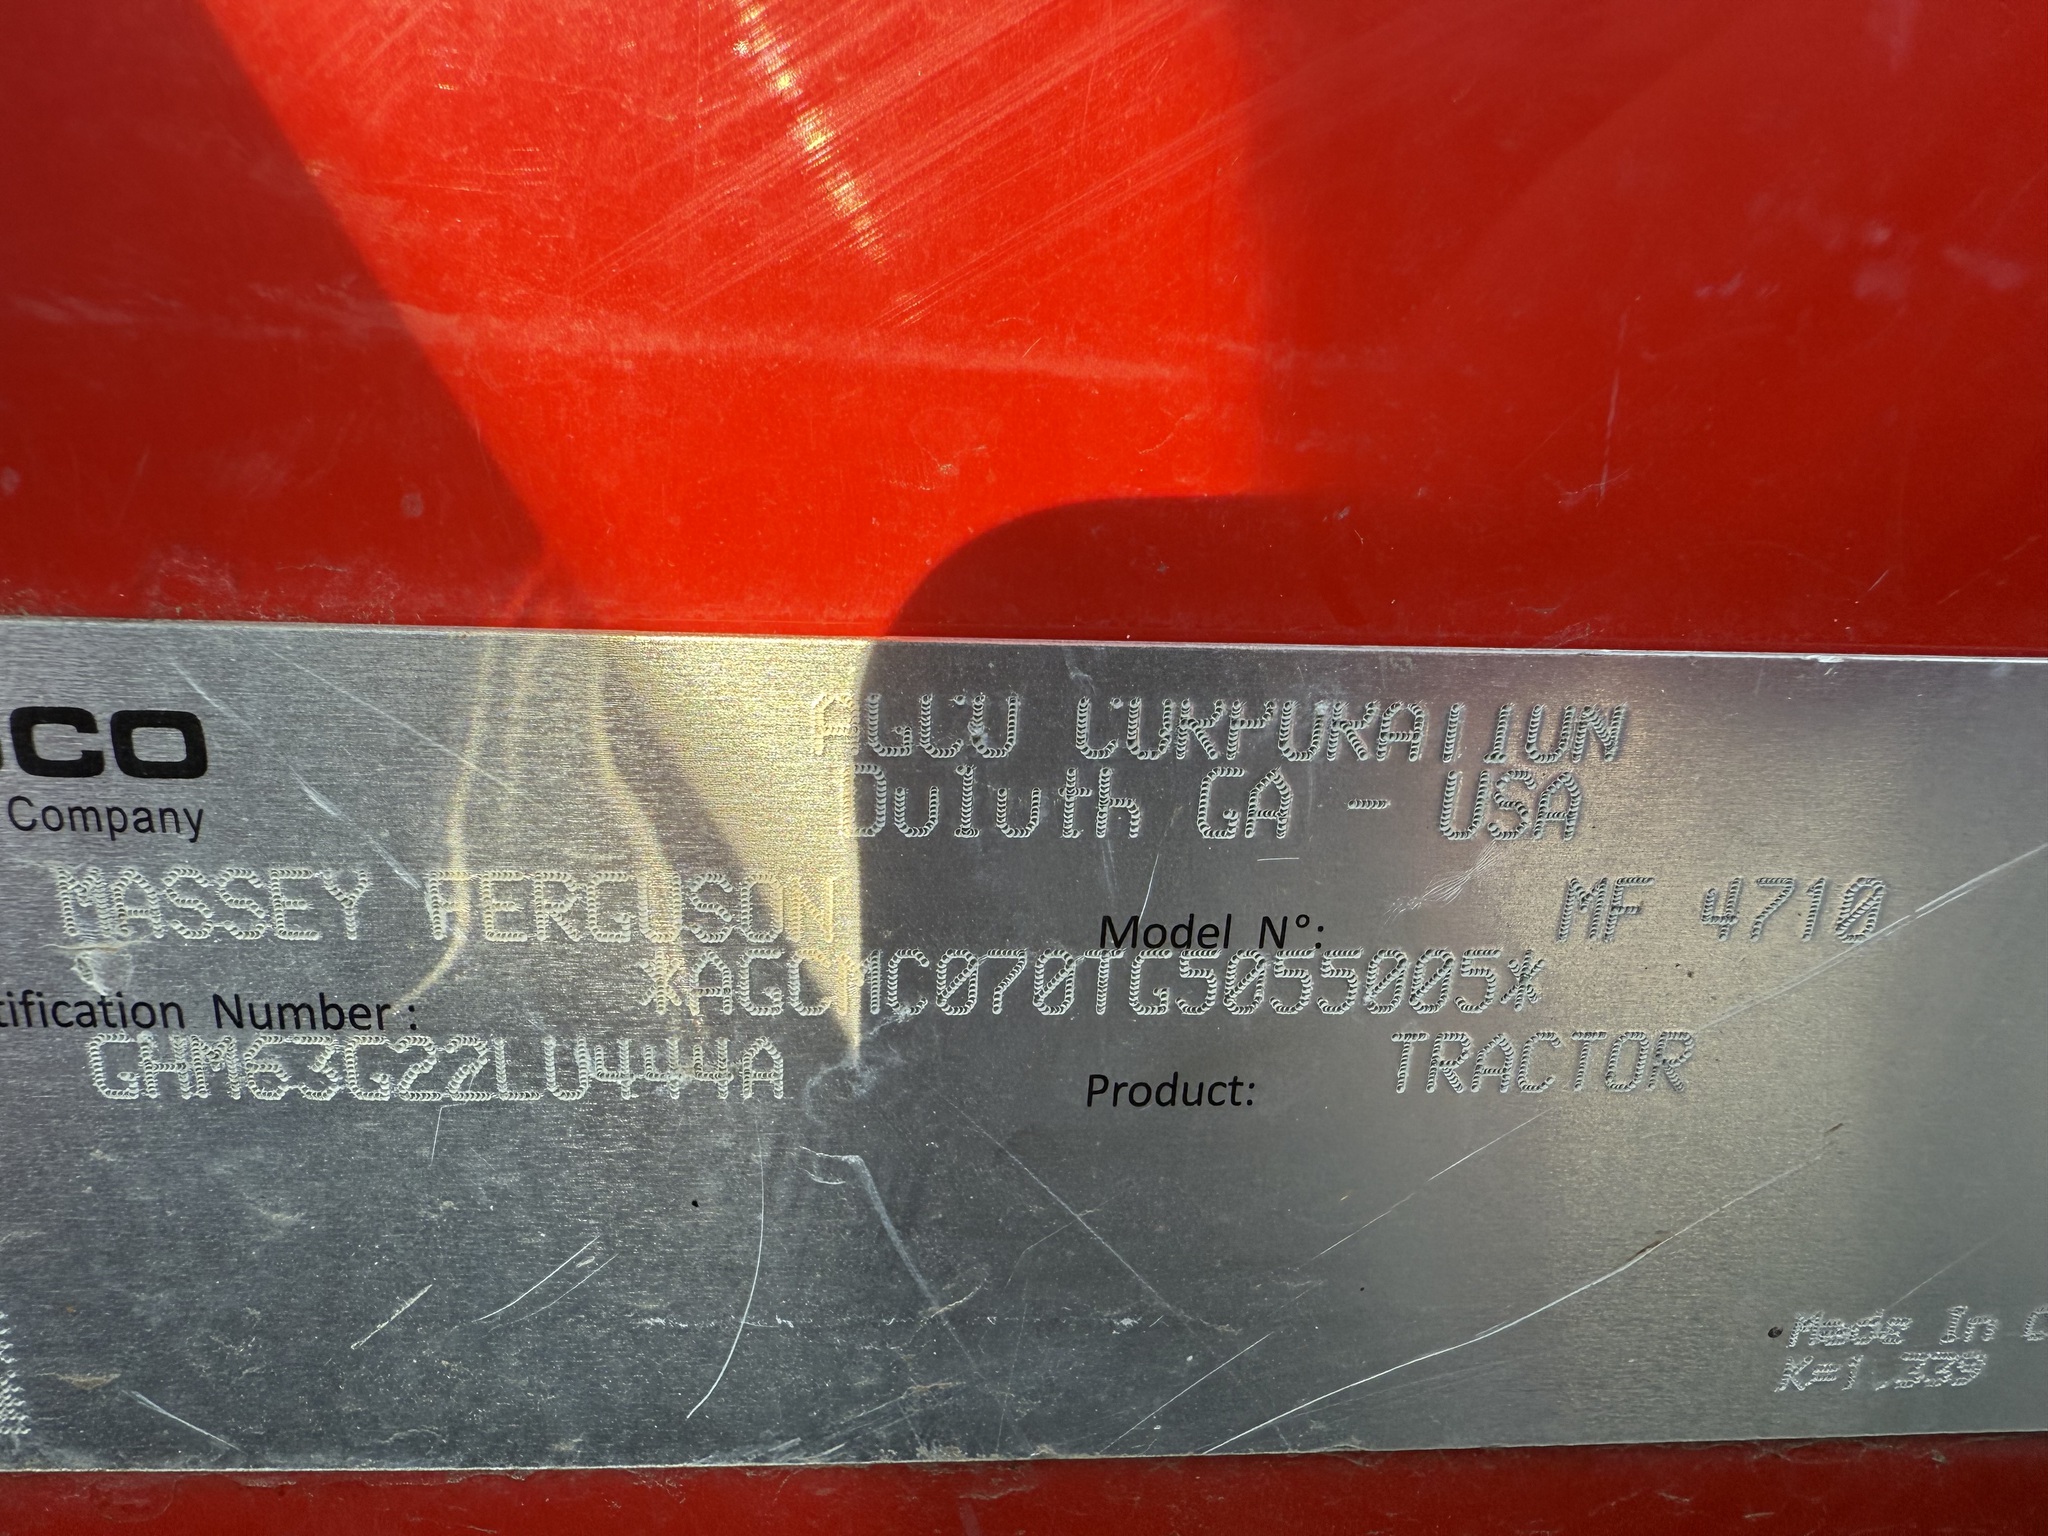 AGCO CORPORATION
CO
Duluth GA - USA
Company
MASSEY FERGUSON
Model N°: MF 4710
tification Number: *AGCMC070TG5055005*
GHM63G22LU444A
Product: TRACTOR
Made In
K=1.339